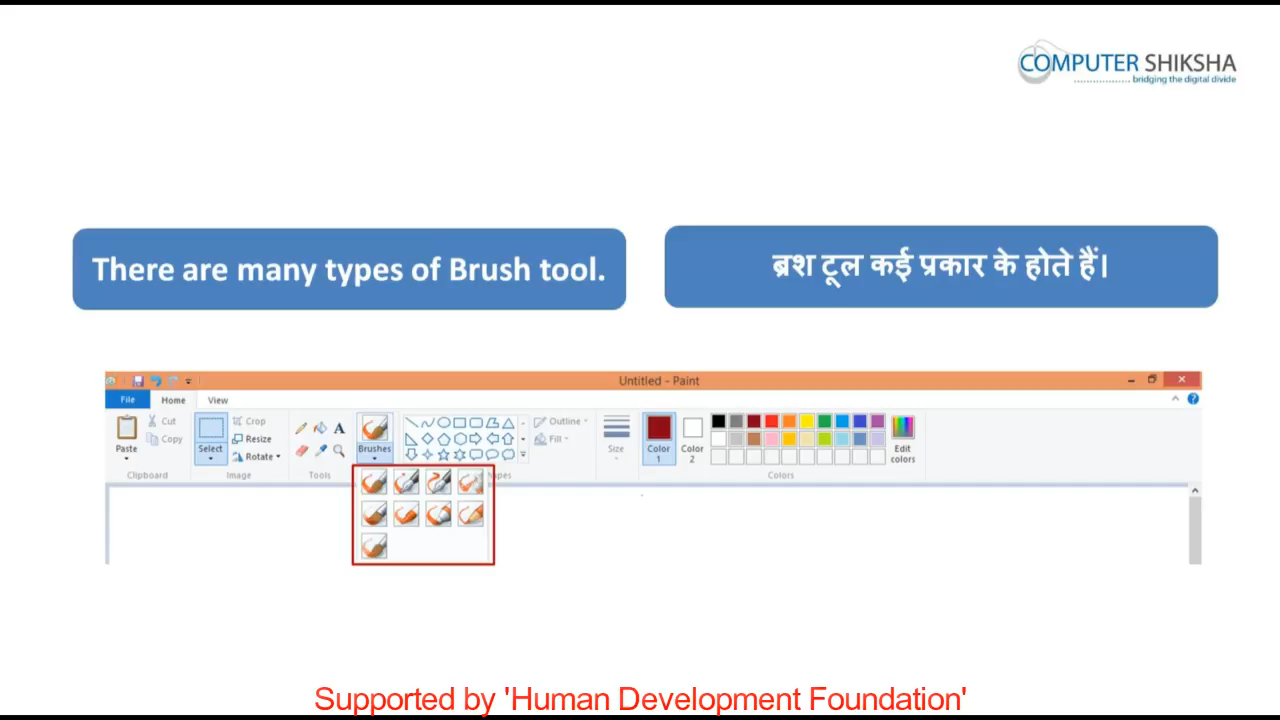 COMPUTER SHIKSHA
bridging the digital divide
There are many types of Brush tool.
ब्रश टूल कई प्रकार के होते हैं।
Untitled - Paint
File Home View
Cut
Copy
Paste
Clipboard
Select
Crop
Resize
Rotate
Image
Tools
Brushes
Outline
Fill
Size
Color 1
Color 2
Edit colors
Colors
Supported by 'Human Development Foundation'